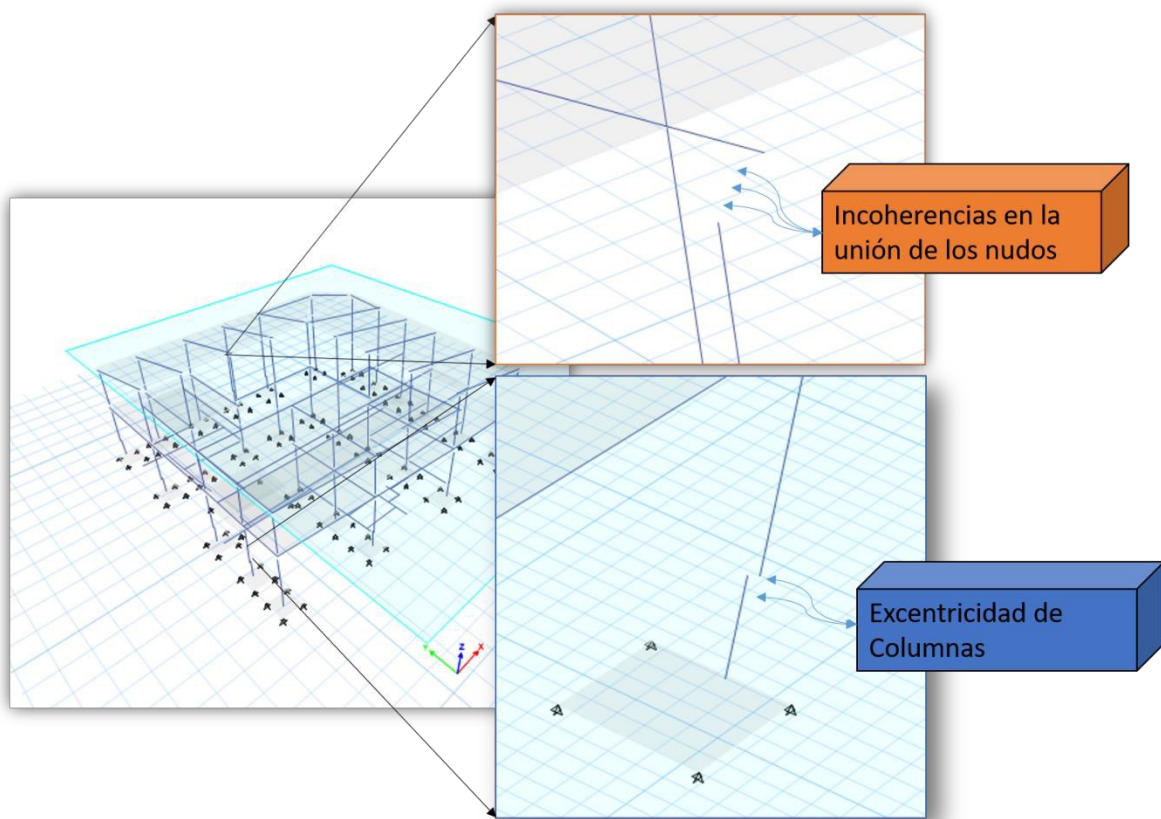 Incoherencias en la
unión de los nudos
Excentricidad de
Columnas
Y
Z
X